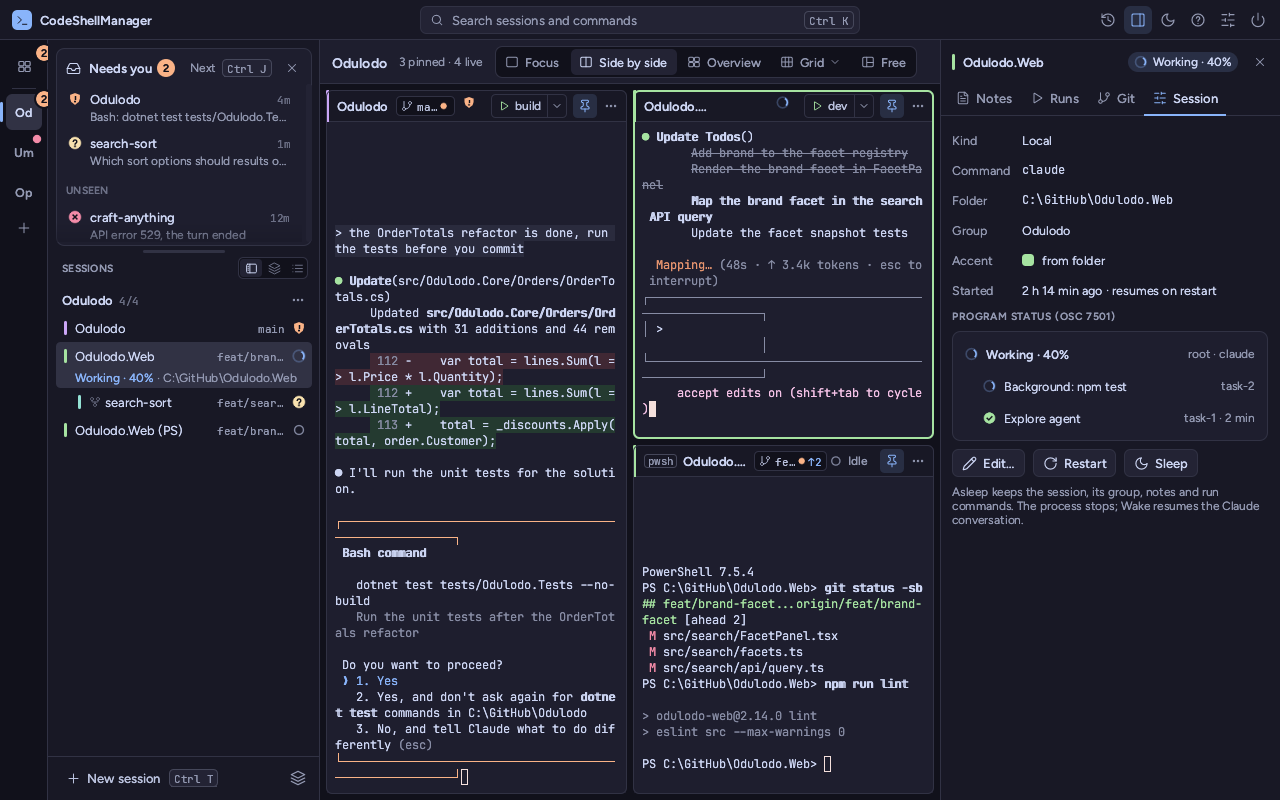 CodeShellManager
Search sessions and commands
Ctrl K
2
Od
2
Um
Op
Needs you 2 Next Ctrl J
Odulodo 4m
Bash: dotnet test tests/Odulodo.Te…
search-sort 1m
Which sort options should results o…
UNSEEN
craft-anything 12m
API error 529, the turn ended
SESSIONS
Odulodo 4/4
Odulodo main
Odulodo.Web feat/bran…
Working · 40% · C:\GitHub\Odulodo.Web
search-sort feat/sear…
Odulodo.Web (PS) feat/bran…
New session Ctrl T
Odulodo 3 pinned · 4 live
Focus
Side by side
Overview
Grid
Free
Odulodo ma… build
> the OrderTotals refactor is done, run
the tests before you commit
● Update(src/Odulodo.Core/Orders/OrderTo
tals.cs)
Updated src/Odulodo.Core/Orders/Ord
erTotals.cs with 31 additions and 44 rem
ovals
112 - var total = lines.Sum(l =
> l.Price * l.Quantity);
112 + var total = lines.Sum(l =
> l.LineTotal);
113 + total = _discounts.Apply(
total, order.Customer);
● I'll run the unit tests for the soluti
on.
Bash command
dotnet test tests/Odulodo.Tests --no-
build
Run the unit tests after the OrderTot
als refactor
Do you want to proceed?
❯ 1. Yes
2. Yes, and don't ask again for dotne
t test commands in C:\GitHub\Odulodo
3. No, and tell Claude what to do dif
ferently (esc)
Odulodo.… dev
● Update Todos()
Add brand to the facet registry
Render the brand facet in FacetPa
nel
Map the brand facet in the search
API query
Update the facet snapshot tests
Mapping… (48s · ↑ 3.4k tokens · esc to
interrupt)
>
accept edits on (shift+tab to cycle
)
pwsh Odulodo.… fe… ↑2 Idle
PowerShell 7.5.4
PS C:\GitHub\Odulodo.Web> git status -sb
## feat/brand-facet...origin/feat/brand-
facet [ahead 2]
M src/search/FacetPanel.tsx
M src/search/facets.ts
M src/search/api/query.ts
PS C:\GitHub\Odulodo.Web> npm run lint
> odulodo-web@2.14.0 lint
> eslint src --max-warnings 0
PS C:\GitHub\Odulodo.Web>
Odulodo.Web Working · 40%
Notes
Runs
Git
Session
Kind Local
Command claude
Folder C:\GitHub\Odulodo.Web
Group Odulodo
Accent from folder
Started 2 h 14 min ago · resumes on restart
PROGRAM STATUS (OSC 7501)
Working · 40% root · claude
Background: npm test task-2
Explore agent task-1 · 2 min
Edit…
Restart
Sleep
Asleep keeps the session, its group, notes and run
commands. The process stops; Wake resumes the Claude
conversation.